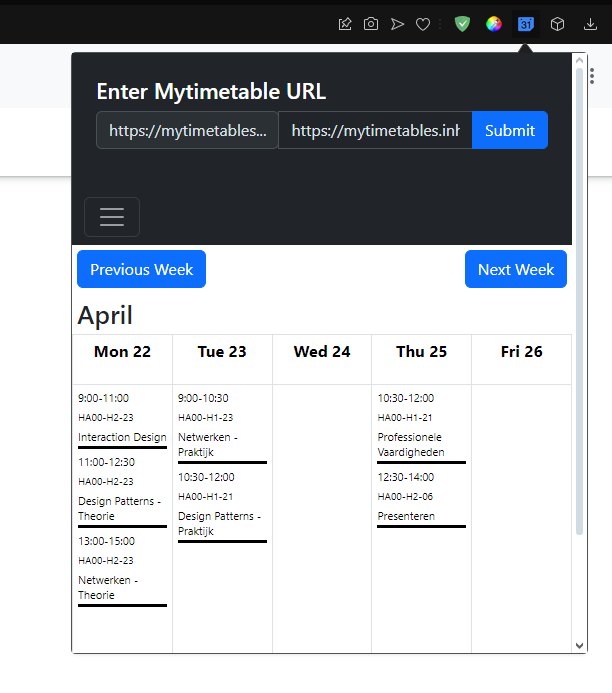 31
Enter Mytimetable URL
https://mytimetables...
https://mytimetables.inh
Submit
Previous Week
Next Week
April
Mon 22
Tue 23
Wed 24
Thu 25
Fri 26
9:00-11:00
HA00-H2-23
Interaction Design
11:00-12:30
HA00-H2-23
Design Patterns -
Theorie
13:00-15:00
HA00-H2-23
Netwerken -
Theorie
9:00-10:30
HA00-H1-23
Netwerken -
Praktijk
10:30-12:00
HA00-H1-21
Design Patterns -
Praktijk
10:30-12:00
HA00-H1-21
Professionele
Vaardigheden
12:30-14:00
HA00-H2-06
Presenteren